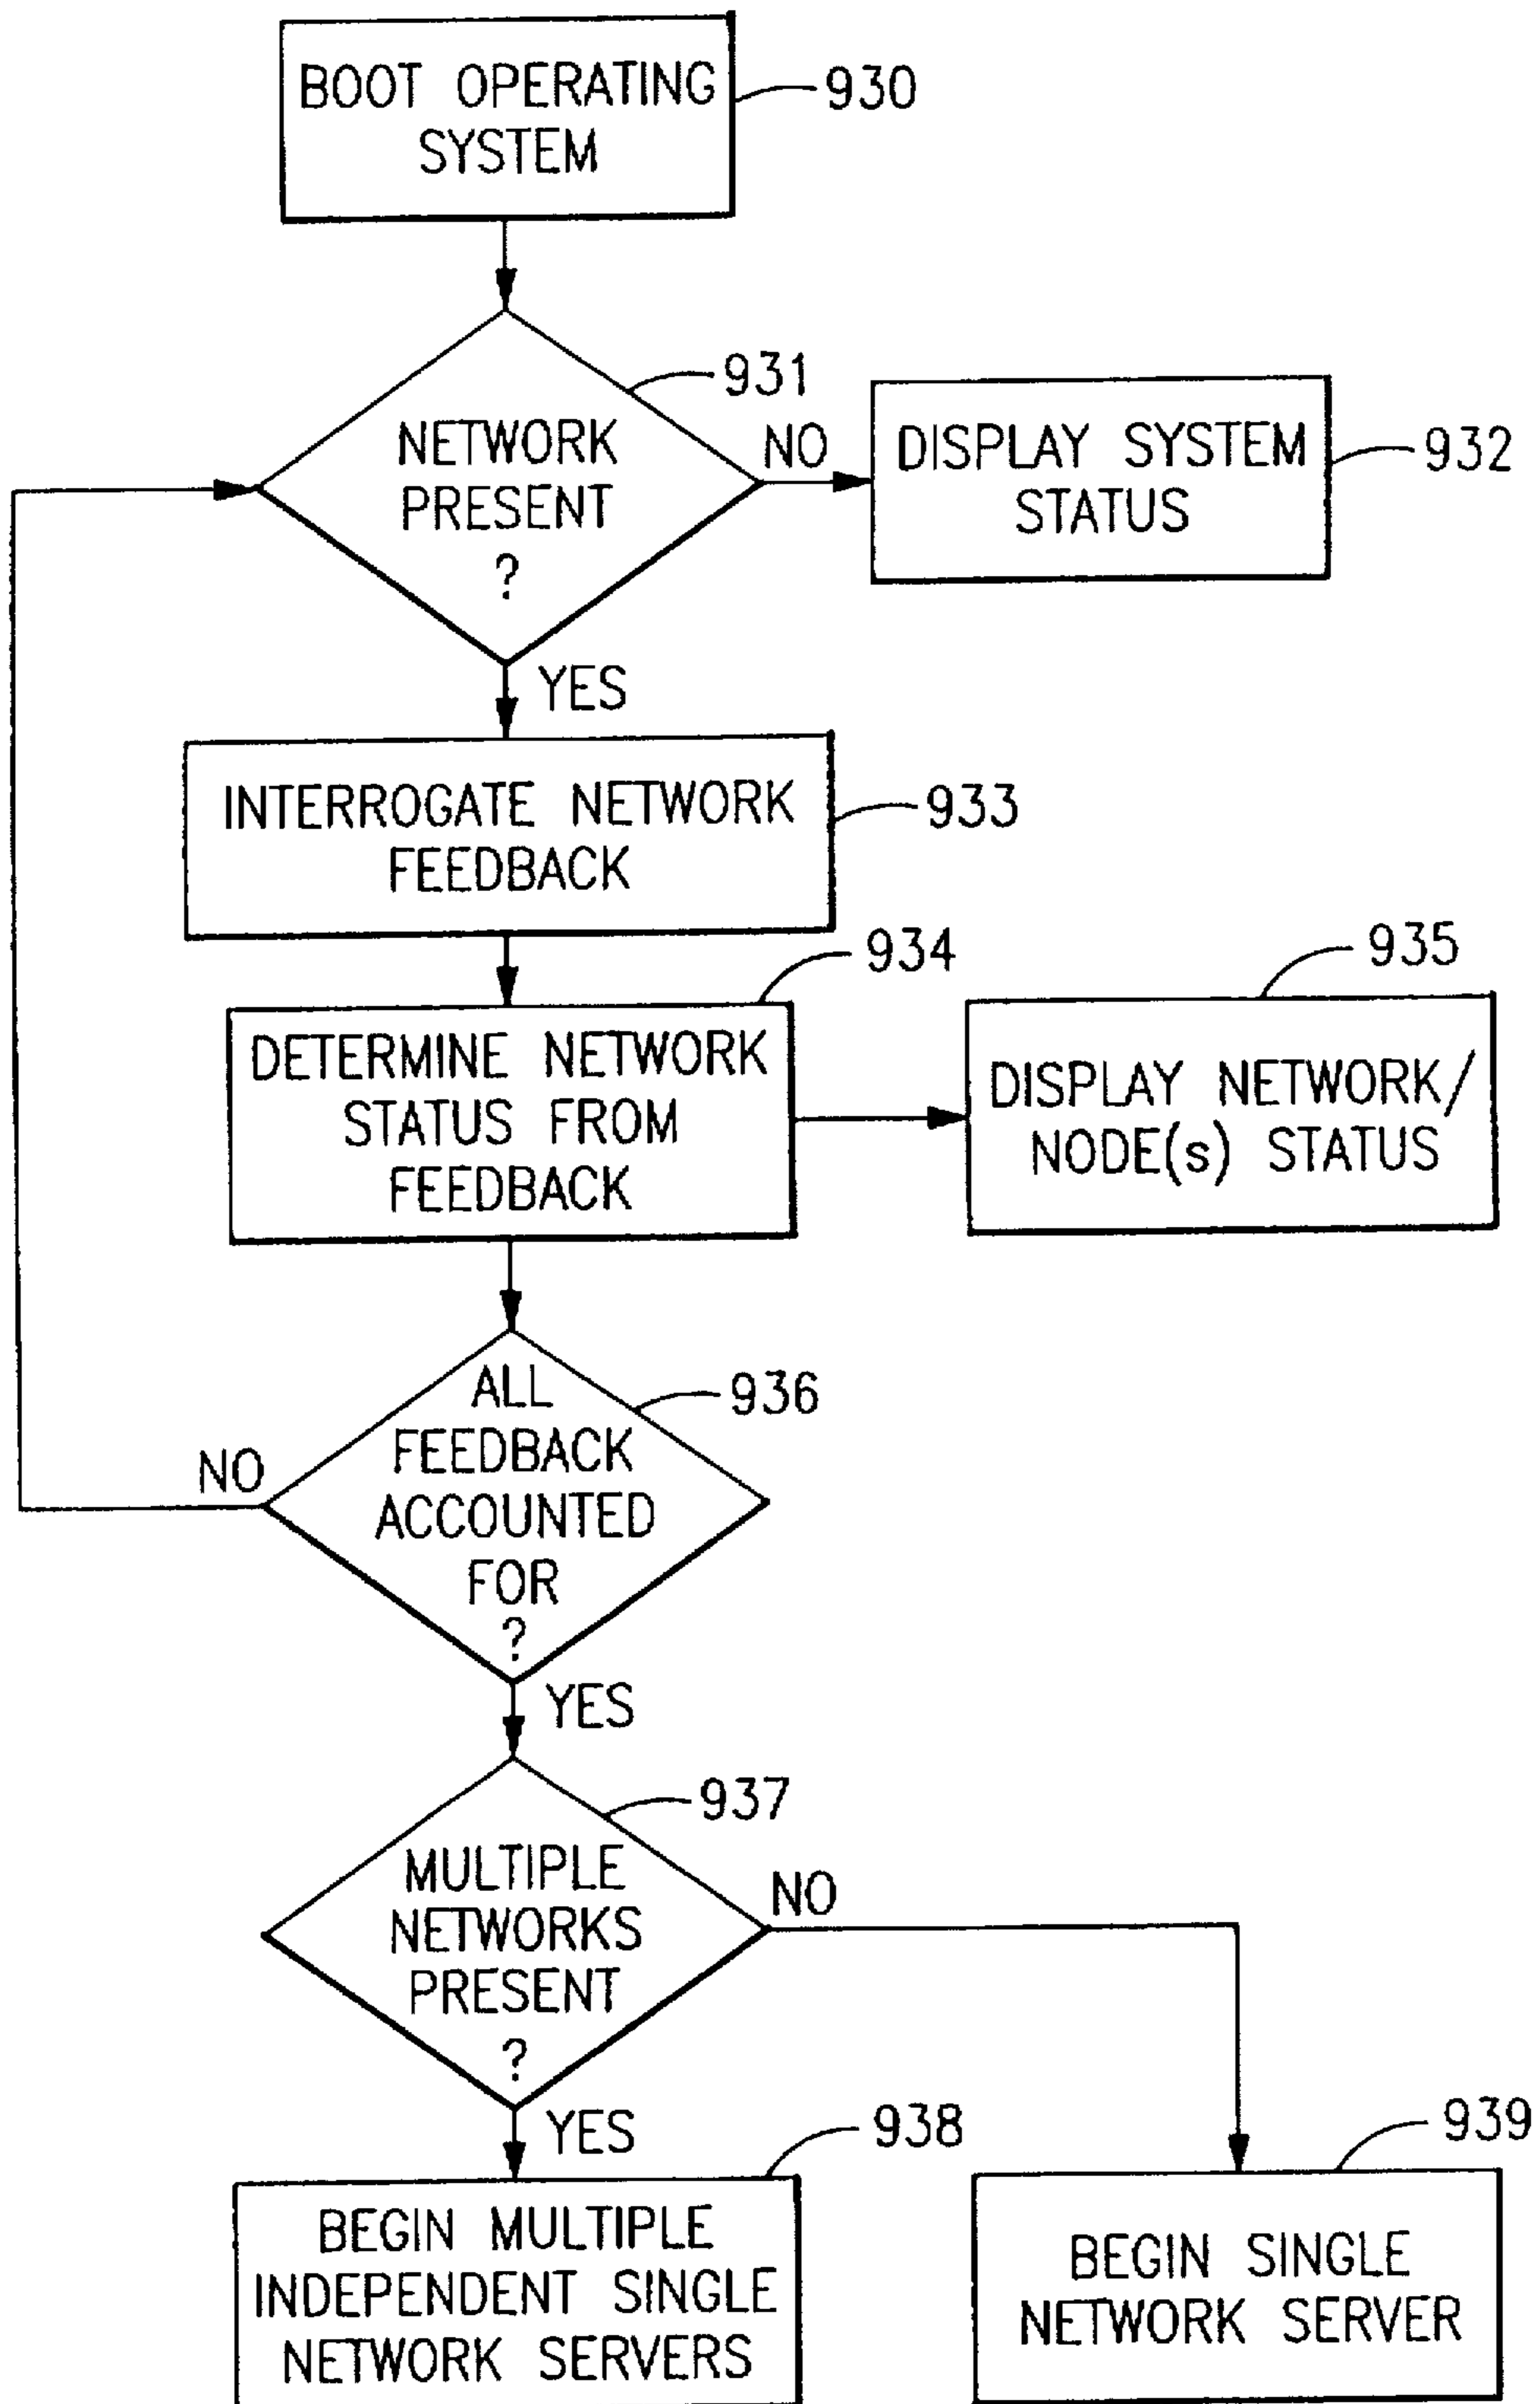 BOOT OPERATING
SYSTEM
930
931
NETWORK
PRESENT
?
NO
DISPLAY SYSTEM
STATUS
932
YES
INTERROGATE NETWORK
FEEDBACK
933
934
DETERMINE NETWORK
STATUS FROM
FEEDBACK
935
DISPLAY NETWORK/
NODE(s) STATUS
936
ALL
FEEDBACK
ACCOUNTED
FOR
?
NO
YES
937
MULTIPLE
NETWORKS
PRESENT
?
NO
YES
938
BEGIN MULTIPLE
INDEPENDENT SINGLE
NETWORK SERVERS
939
BEGIN SINGLE
NETWORK SERVER